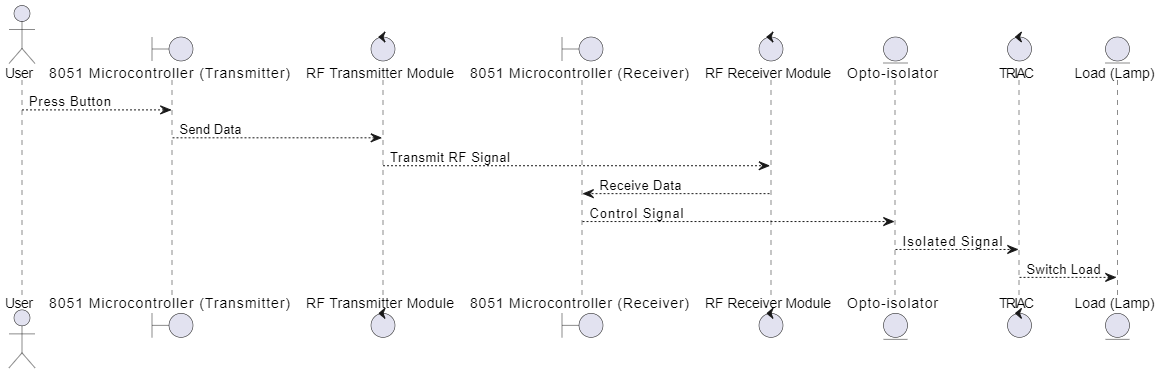 User 8051 Microcontroller (Transmitter) RF Transmitter Module 8051 Microcontroller (Receiver) RF Receiver Module Opto-isolator TRIAC Load (Lamp)
Press Button
Send Data
Transmit RF Signal
Receive Data
Control Signal
Isolated Signal
Switch Load
User 8051 Microcontroller (Transmitter) RF Transmitter Module 8051 Microcontroller (Receiver) RF Receiver Module Opto-isolator TRIAC Load (Lamp)